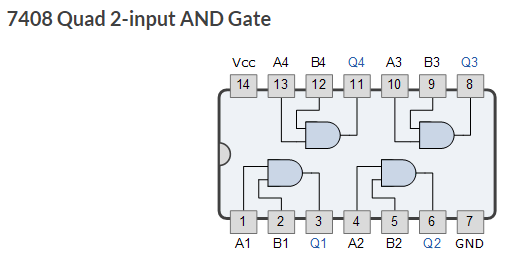 7408 Quad 2-input AND Gate
Vcc A4 B4 Q4 A3 B3 Q3
14 13 12 11 10 9 8
1 2 3 4 5 6 7
A1 B1 Q1 A2 B2 Q2 GND